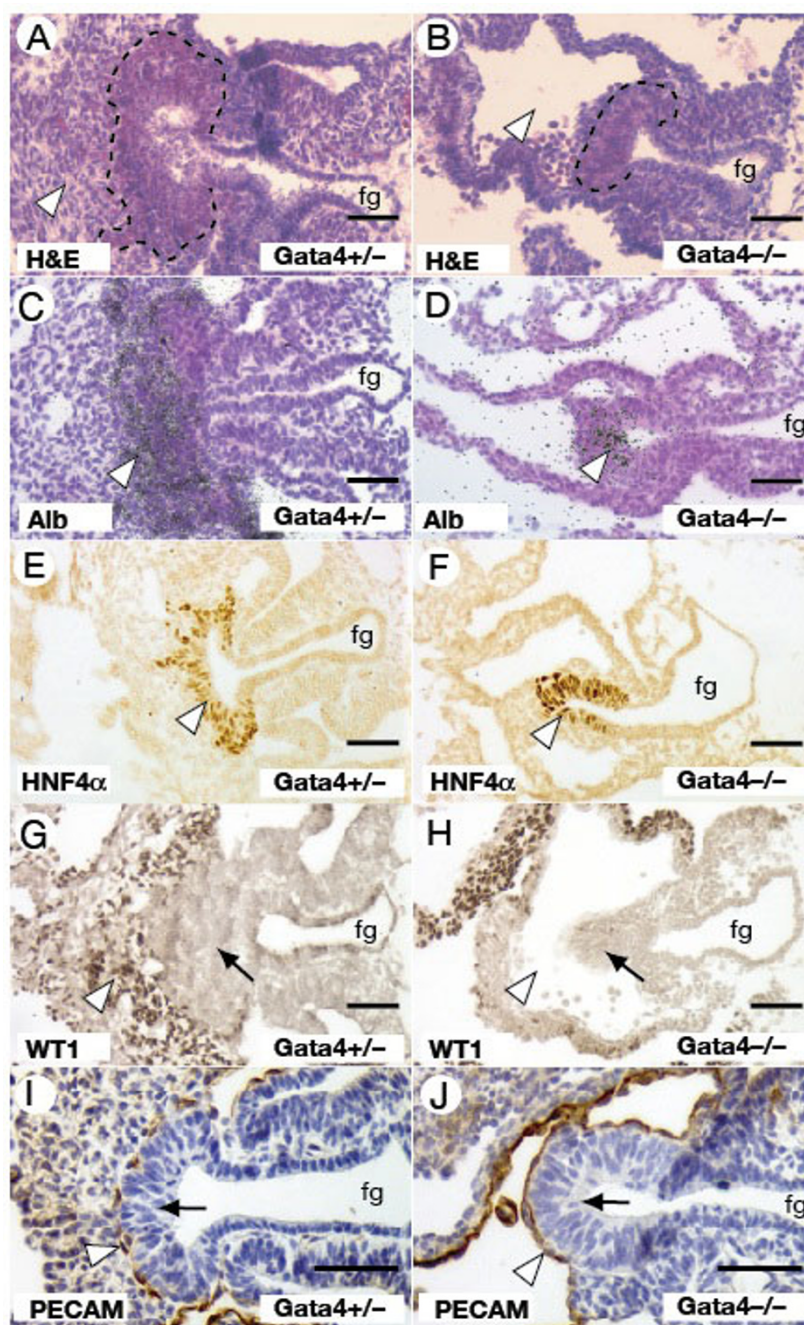 A
B
fg
fg
H&E
Gata4+/–
H&E
Gata4–/–
C
D
fg
fg
Alb
Gata4+/–
Alb
Gata4–/–
E
F
fg
fg
HNF4α
Gata4+/–
HNF4α
Gata4–/–
G
H
fg
fg
WT1
Gata4+/–
WT1
Gata4–/–
I
J
fg
fg
PECAM
Gata4+/–
PECAM
Gata4–/–